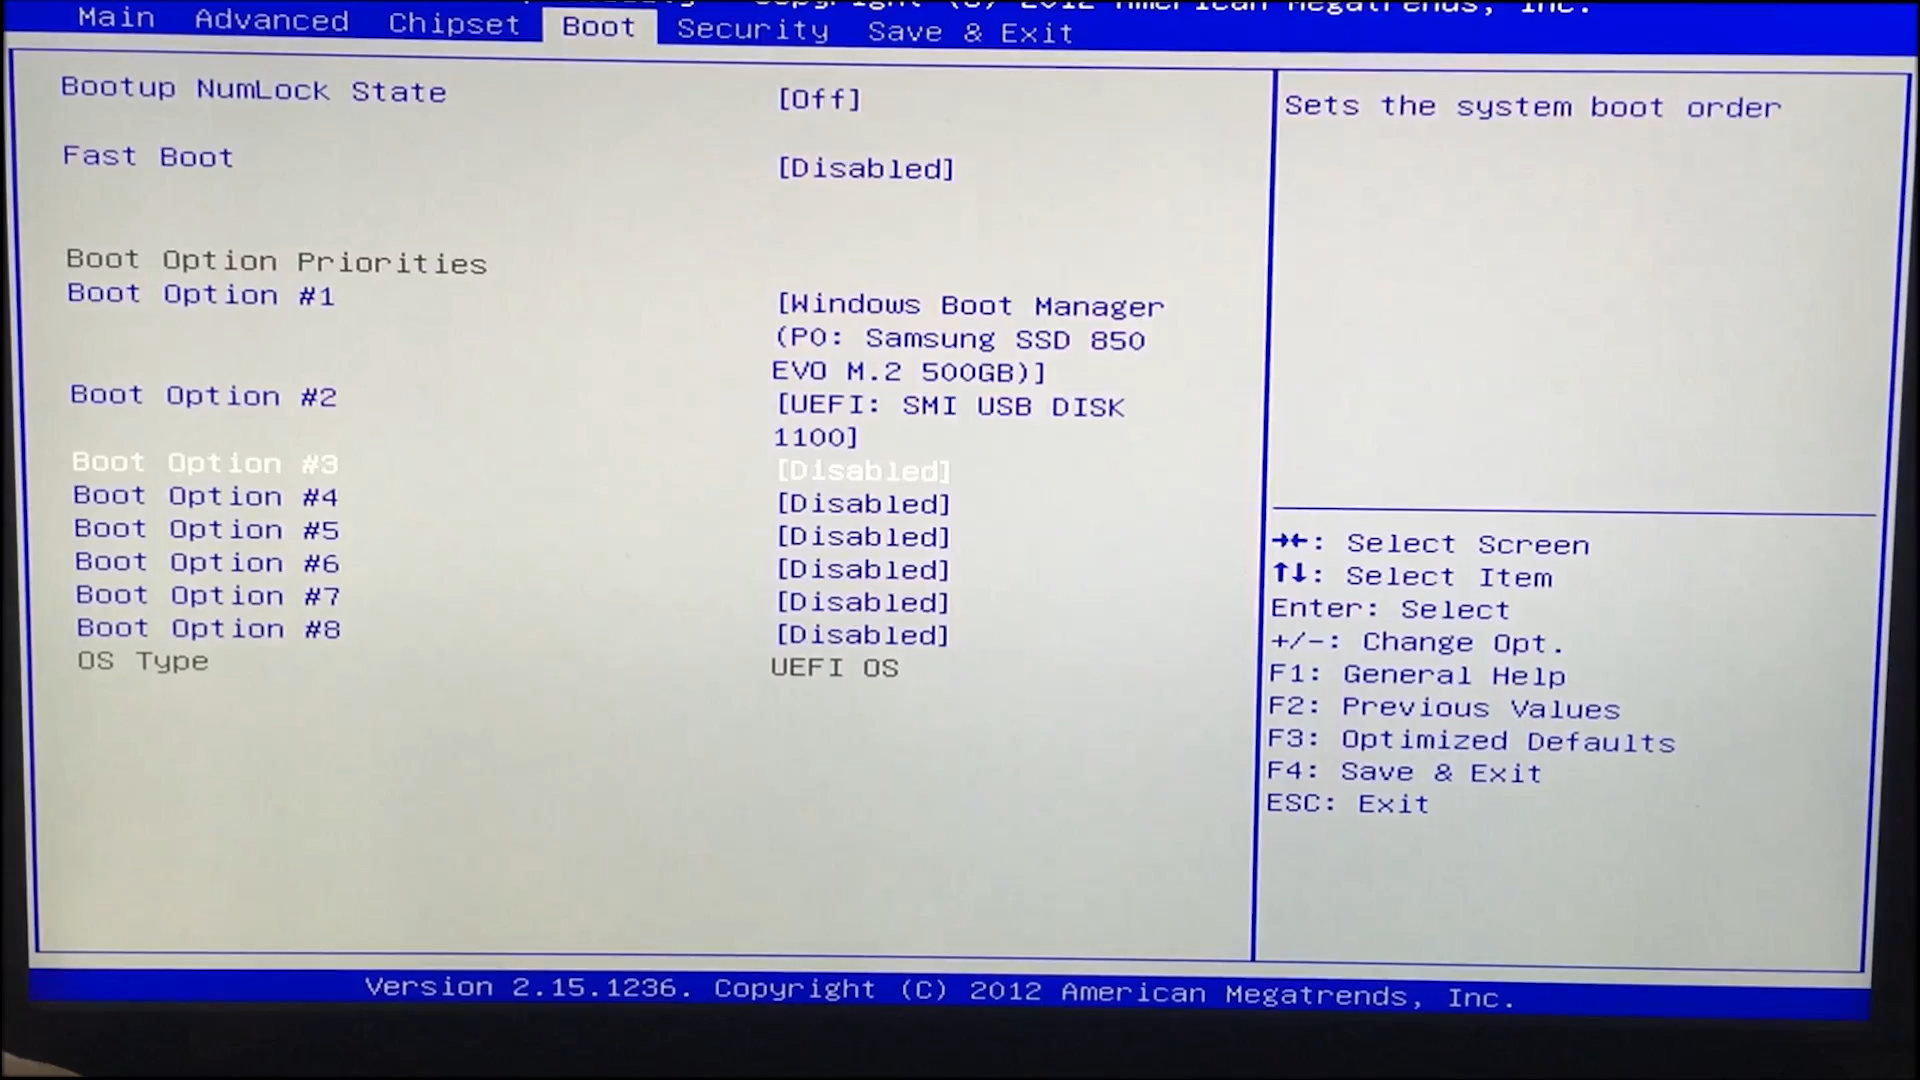 Copyright (C) 2012 American Megatrends, Inc.
Main Advanced Chipset Boot Security Save & Exit
Bootup NumLock State [Off]
Fast Boot [Disabled]
Boot Option Priorities
Boot Option #1 [Windows Boot Manager
(P0: Samsung SSD 850
EVO M.2 500GB)]
Boot Option #2 [UEFI: SMI USB DISK
1100]
Boot Option #3 [Disabled]
Boot Option #4 [Disabled]
Boot Option #5 [Disabled]
Boot Option #6 [Disabled]
Boot Option #7 [Disabled]
Boot Option #8 [Disabled]
OS Type UEFI OS
Sets the system boot order
→←: Select Screen
↑↓: Select Item
Enter: Select
+/-: Change Opt.
F1: General Help
F2: Previous Values
F3: Optimized Defaults
F4: Save & Exit
ESC: Exit
Version 2.15.1236. Copyright (C) 2012 American Megatrends, Inc.